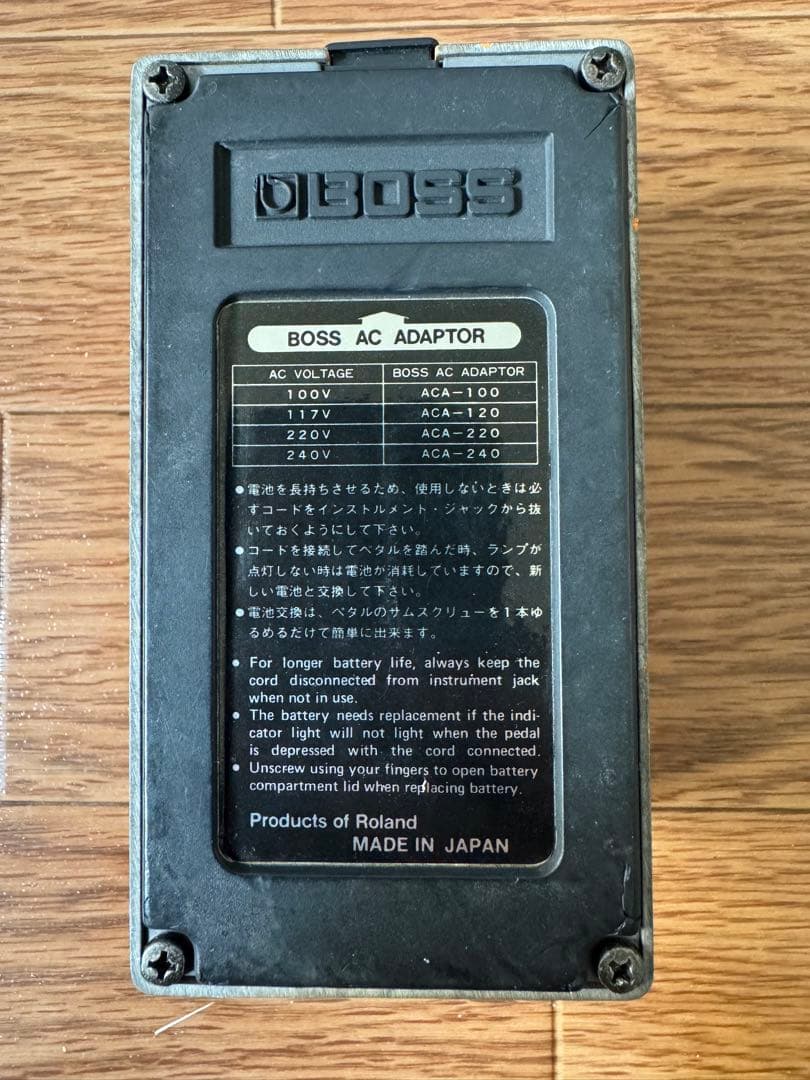 BOSS
BOSS AC ADAPTOR
AC VOLTAGE BOSS AC ADAPTOR
100V ACA-100
117V ACA-120
220V ACA-220
240V ACA-240
●電池を長持ちさせるため、使用しないときは必
ずコードをインストルメント・ジャックから抜
いておくようにして下さい。
●コードを接続してペタルを踏んだ時、ランプが
点灯しない時は電池が消耗していますので、新
しい電池と交換して下さい。
●電池交換は、ペタルのサムスクリューを1本ゆ
るめるだけで簡単に出来ます。
● For longer battery life, always keep the
cord disconnected from instrument jack
when not in use.
● The battery needs replacement if the indi-
cator light will not light when the pedal
is depressed with the cord connected.
● Unscrew using your fingers to open battery
compartment lid when replacing battery.
Products of Roland
MADE IN JAPAN